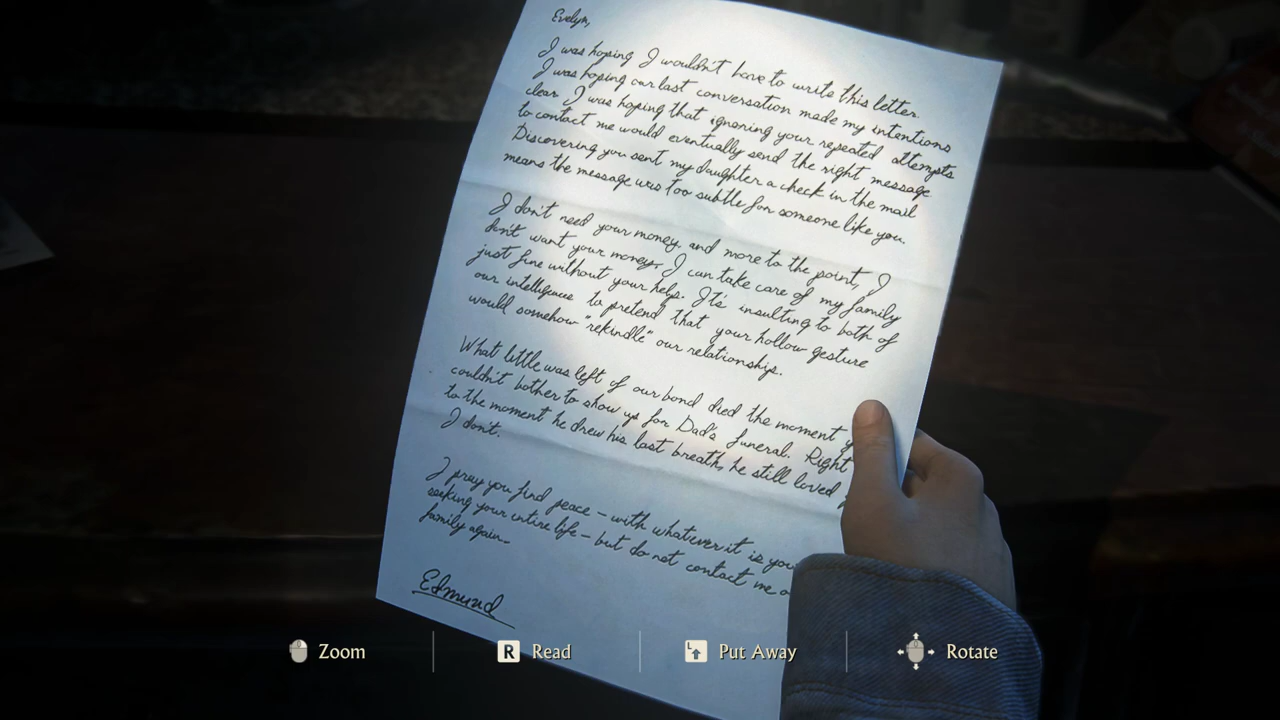 Evelyn,
I was hoping I wouldn't have to write this letter.
I was hoping our last conversation made my intentions
clear. I was hoping that ignoring your repeated attempts
to contact me would eventually send the right message
Discovering you sent my daughter a check in the mail
means the message was too subtle for someone like you.
I don't need your money, and more to the point, I
don't want your money. I can take care of my family
just fine without your help. It's insulting to both of
our intelligence to pretend that your hollow gesture
would somehow "rekindle" our relationship.
What little was left of our bond died the moment
couldn't bother to show up for Dad's funeral. Right
to the moment he drew his last breath, he still loved
I don't.
I pray you find peace – with whatever it is you
seeking your entire life – but do not contact me
family again.
Edmund
Zoom
R Read
L Put Away
Rotate